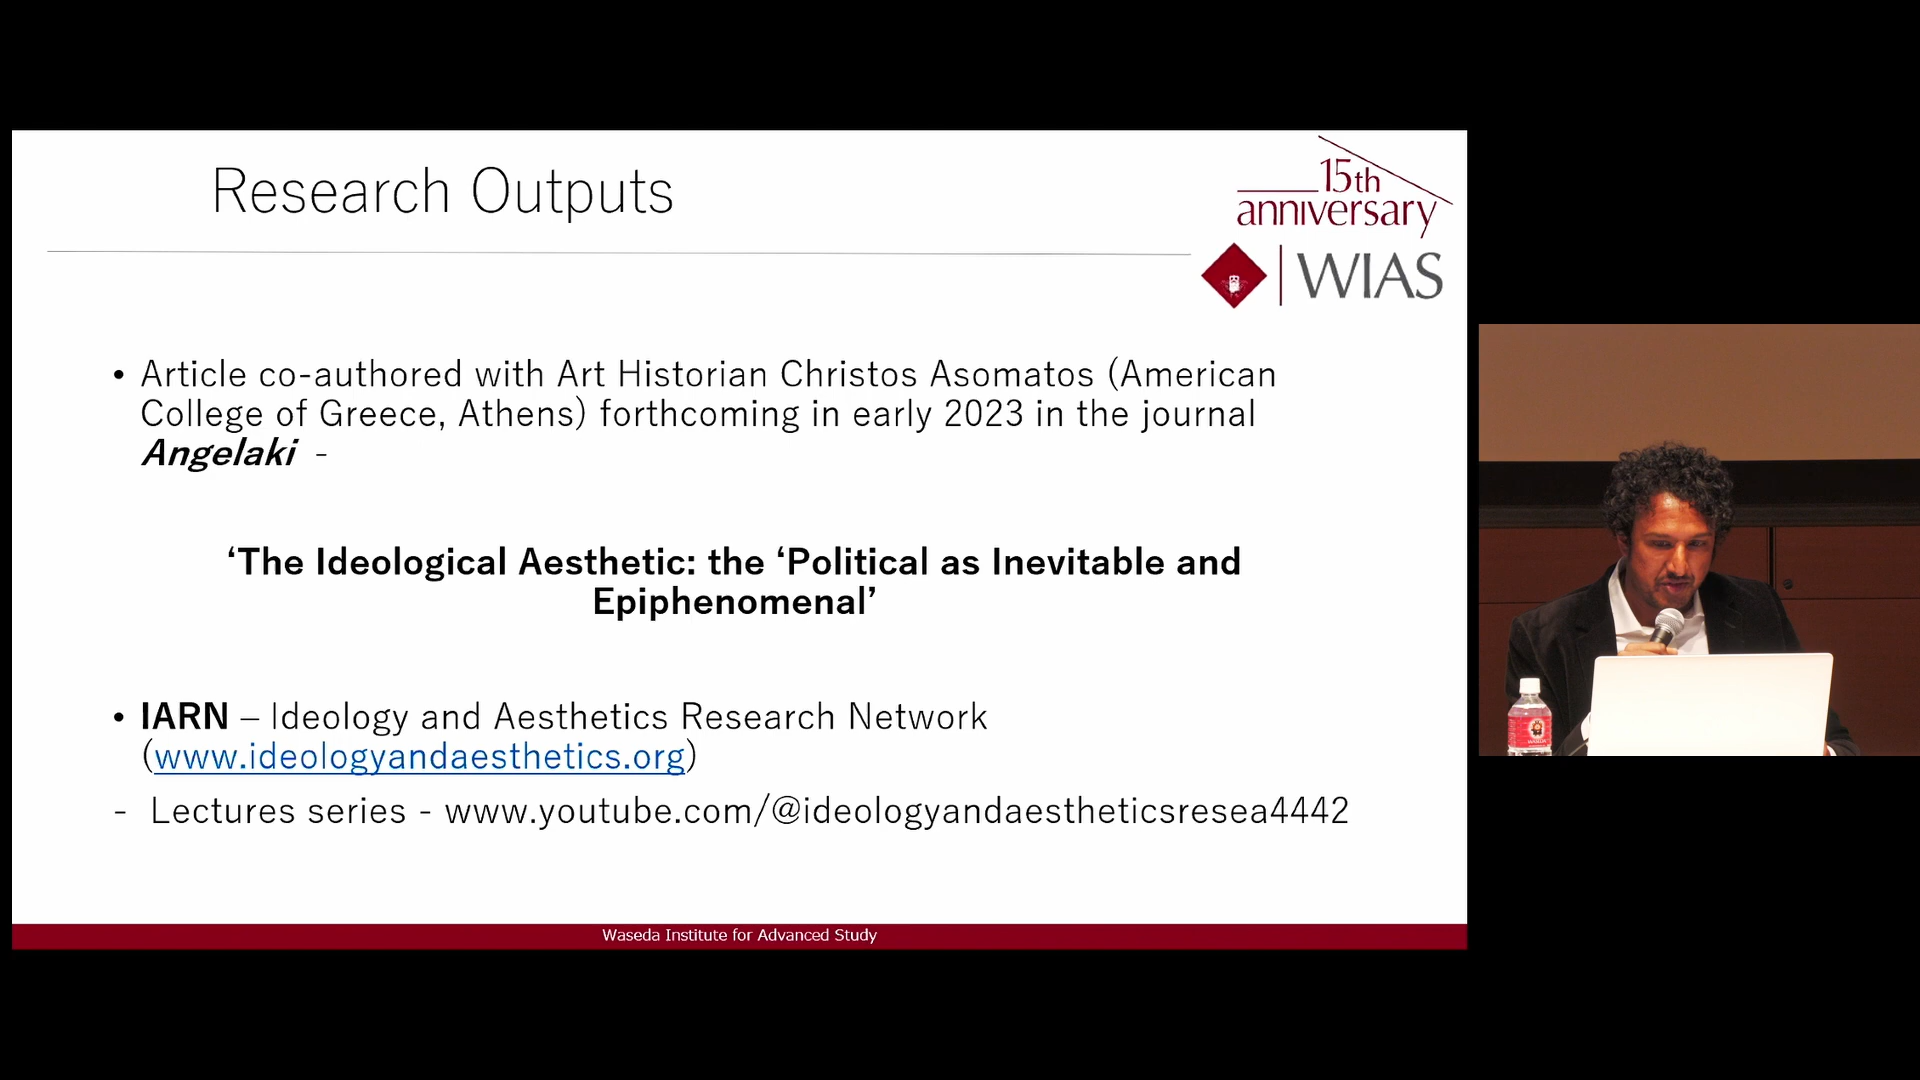 Research Outputs
15th
anniversary
WIAS
• Article co-authored with Art Historian Christos Asomatos (American
College of Greece, Athens) forthcoming in early 2023 in the journal
Angelaki -
‘The Ideological Aesthetic: the ‘Political as Inevitable and
Epiphenomenal’
• IARN – Ideology and Aesthetics Research Network
(www.ideologyandaesthetics.org)
- Lectures series - www.youtube.com/@ideologyandaestheticsresea4442
Waseda Institute for Advanced Study